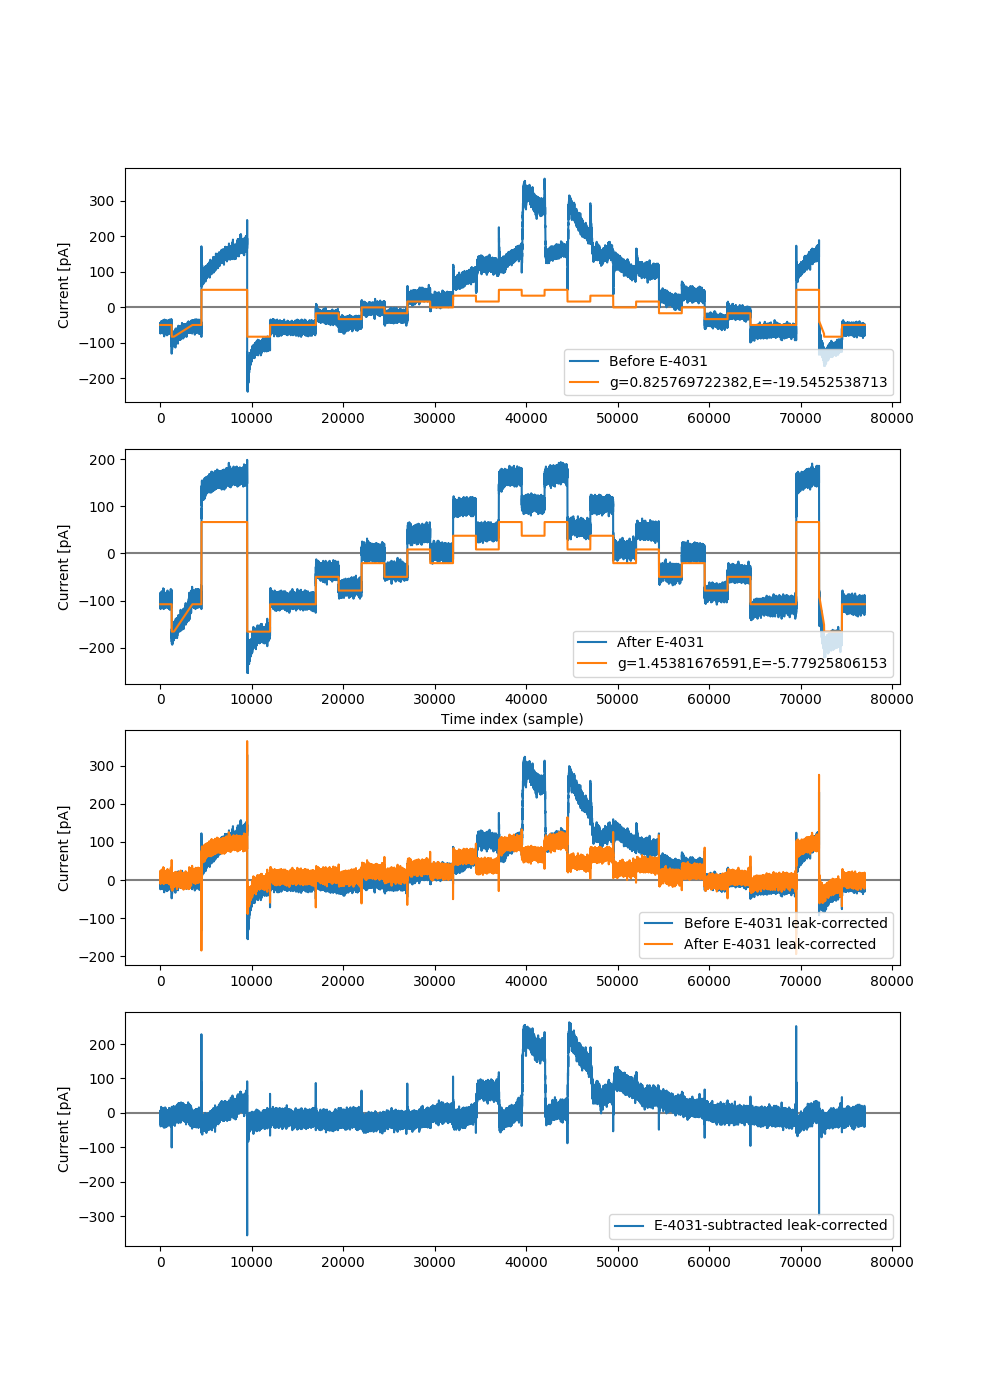 300
200
100
0
−100
−200
Current [pA]
Before E-4031
g=0.825769722382,E=-19.5452538713
0 10000 20000 30000 40000 50000 60000 70000 80000
200
100
0
−100
−200
Current [pA]
After E-4031
g=1.45381676591,E=-5.77925806153
0 10000 20000 30000 40000 50000 60000 70000 80000
Time index (sample)
300
200
100
0
−100
−200
Current [pA]
Before E-4031 leak-corrected
After E-4031 leak-corrected
0 10000 20000 30000 40000 50000 60000 70000 80000
200
100
0
−100
−200
−300
Current [pA]
E-4031-subtracted leak-corrected
0 10000 20000 30000 40000 50000 60000 70000 80000